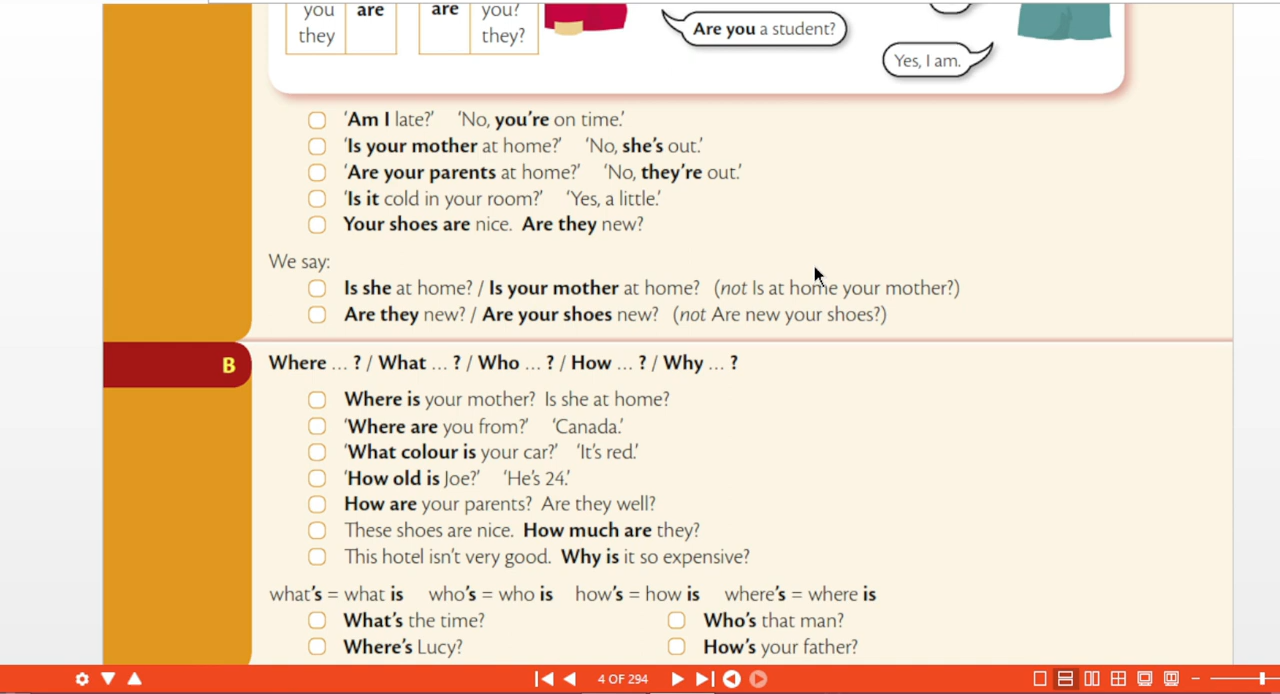 you are are you?
they they?
Are you a student?
Yes, I am.
‘Am I late?’ ‘No, you’re on time.’
‘Is your mother at home?’ ‘No, she’s out.’
‘Are your parents at home?’ ‘No, they’re out.’
‘Is it cold in your room?’ ‘Yes, a little.’
Your shoes are nice. Are they new?
We say:
Is she at home? / Is your mother at home? (not Is at home your mother?)
Are they new? / Are your shoes new? (not Are new your shoes?)
B
Where … ? / What … ? / Who … ? / How … ? / Why … ?
Where is your mother? Is she at home?
‘Where are you from?’ ‘Canada.’
‘What colour is your car?’ ‘It’s red.’
‘How old is Joe?’ ‘He’s 24.’
How are your parents? Are they well?
These shoes are nice. How much are they?
This hotel isn’t very good. Why is it so expensive?
what’s = what is who’s = who is how’s = how is where’s = where is
What’s the time? Who’s that man?
Where’s Lucy? How’s your father?
4 OF 294